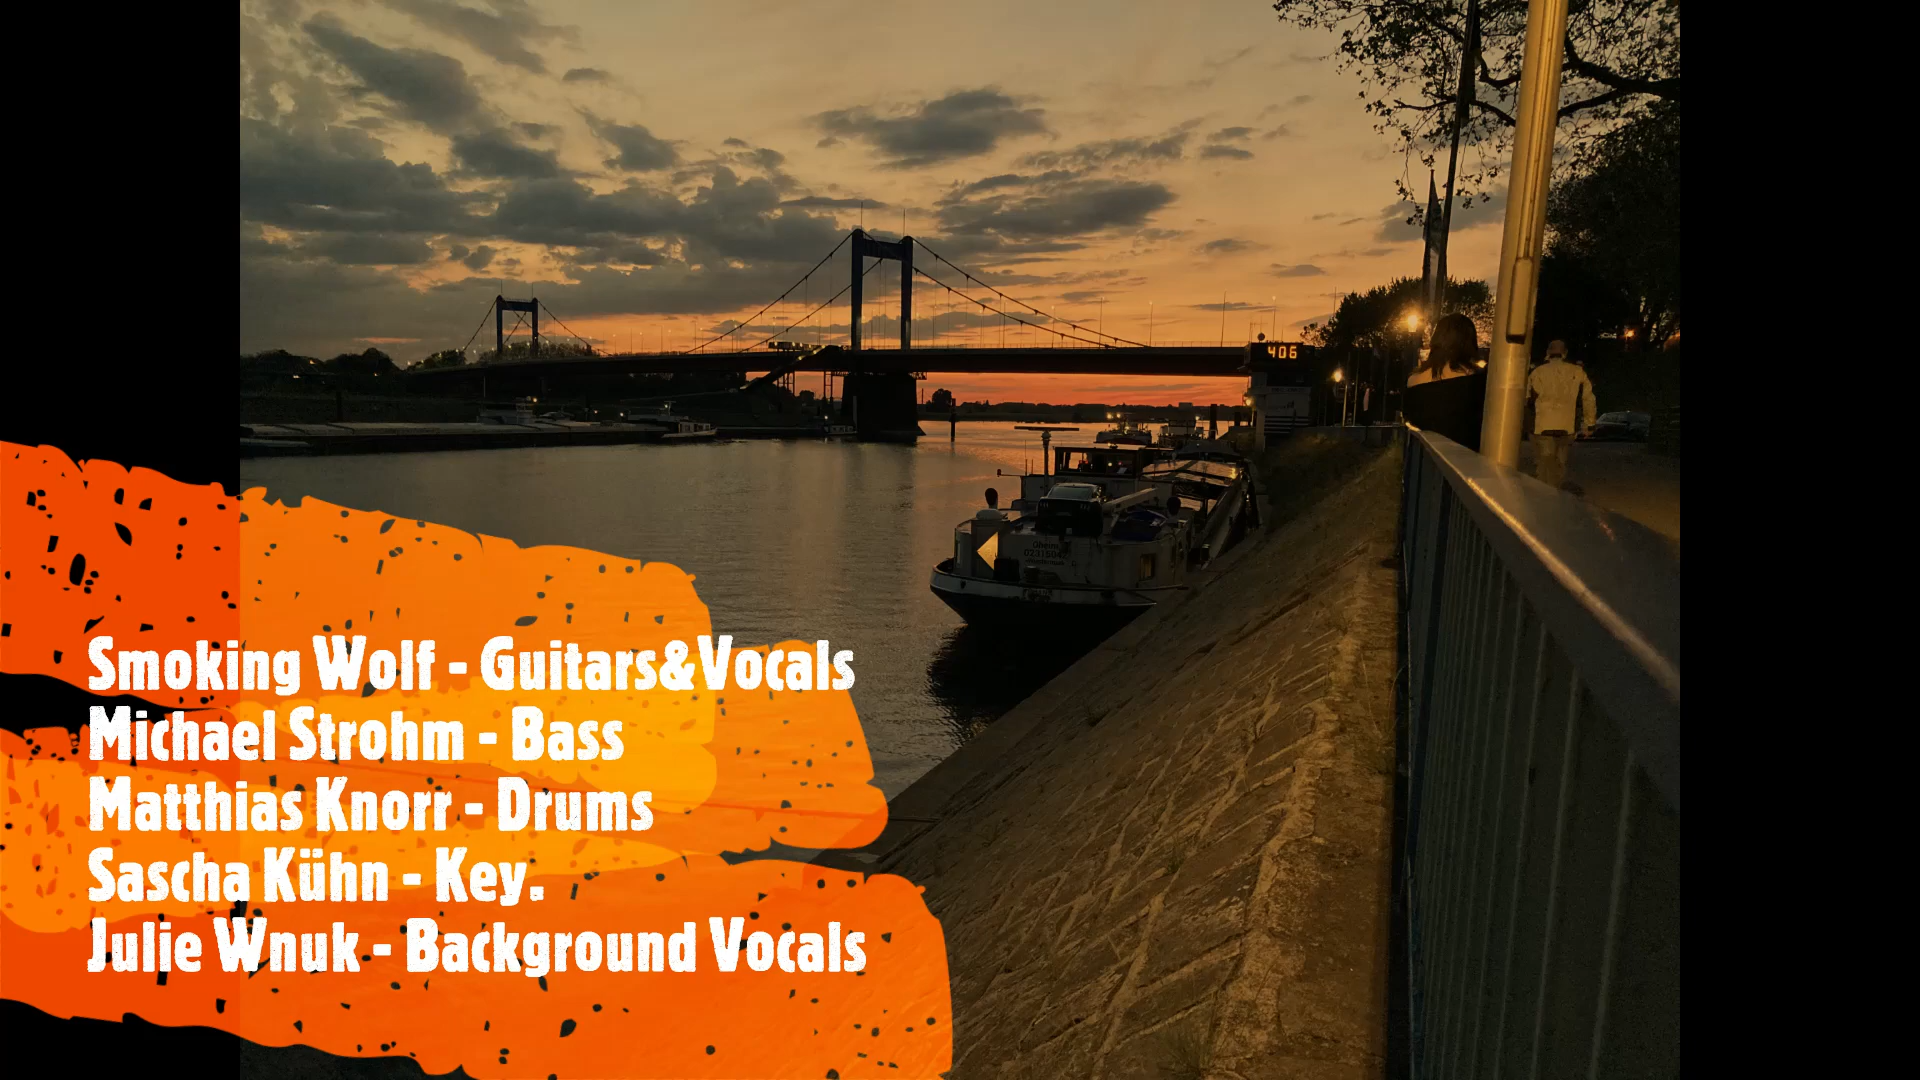 406
Smoking Wolf - Guitars&Vocals
Michael Strohm - Bass
Matthias Knorr - Drums
Sascha Kühn - Key.
Julie Wnuk - Background Vocals